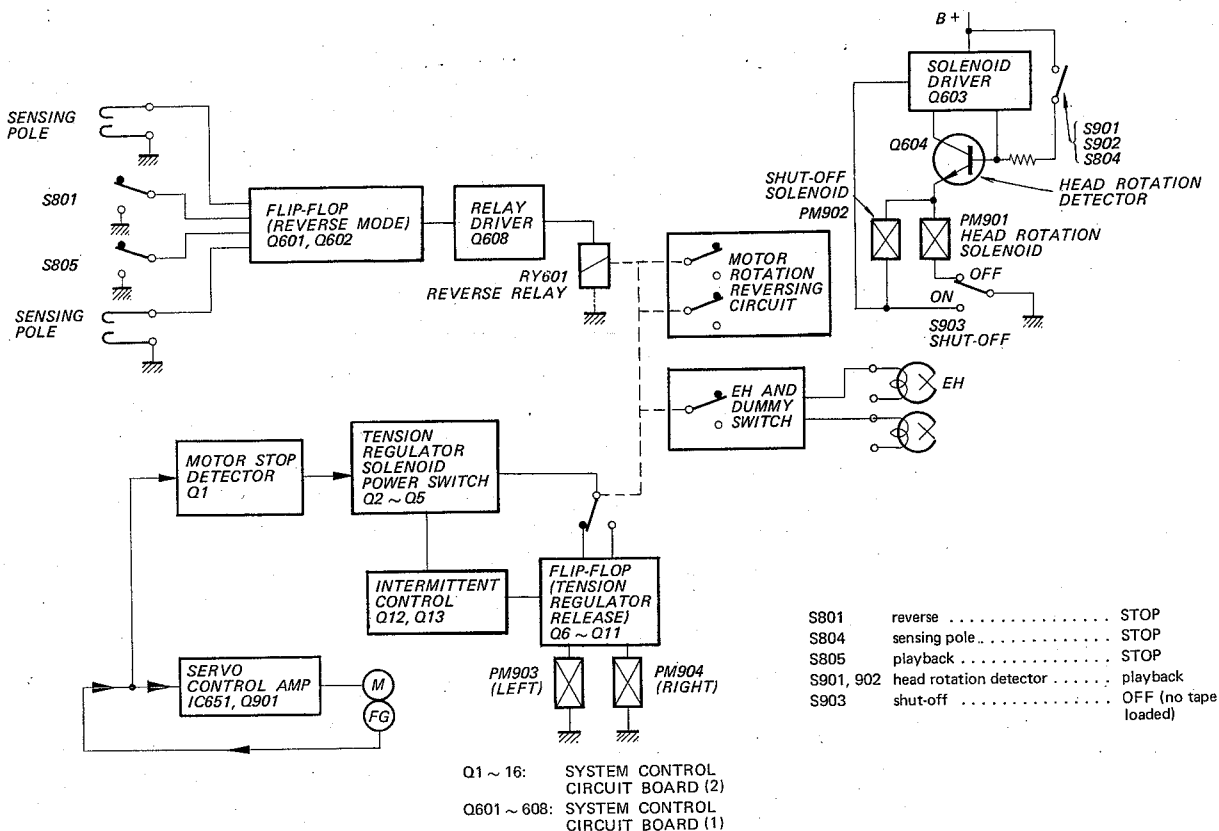 B +
SOLENOID
DRIVER
Q603
S901
S902
S804
Q604
HEAD ROTATION
DETECTOR
SHUT-OFF
SOLENOID
PM902
PM901
HEAD ROTATION
SOLENOID
OFF
ON
S903
SHUT-OFF
SENSING
POLE
S801
S805
SENSING
POLE
FLIP-FLOP
(REVERSE MODE)
Q601, Q602
RELAY
DRIVER
Q608
RY601
REVERSE RELAY
MOTOR
ROTATION
REVERSING
CIRCUIT
EH AND
DUMMY
SWITCH
EH
MOTOR STOP
DETECTOR
Q1
TENSION
REGULATOR
SOLENOID
POWER SWITCH
Q2 ~ Q5
INTERMITTENT
CONTROL
Q12, Q13
FLIP-FLOP
(TENSION
REGULATOR
RELEASE)
Q6 ~ Q11
SERVO
CONTROL AMP
IC651, Q901
M
FG
PM903
(LEFT)
PM904
(RIGHT)
S801 reverse . . . . . . . . . . . . . . . . STOP
S804 sensing pole . . . . . . . . . . . . . STOP
S805 playback . . . . . . . . . . . . . . . STOP
S901, 902 head rotation detector . . . . . . playback
S903 shut-off . . . . . . . . . . . . . . . OFF (no tape
loaded)
Q1 ~ 16: SYSTEM CONTROL
CIRCUIT BOARD (2)
Q601 ~ 608: SYSTEM CONTROL
CIRCUIT BOARD (1)